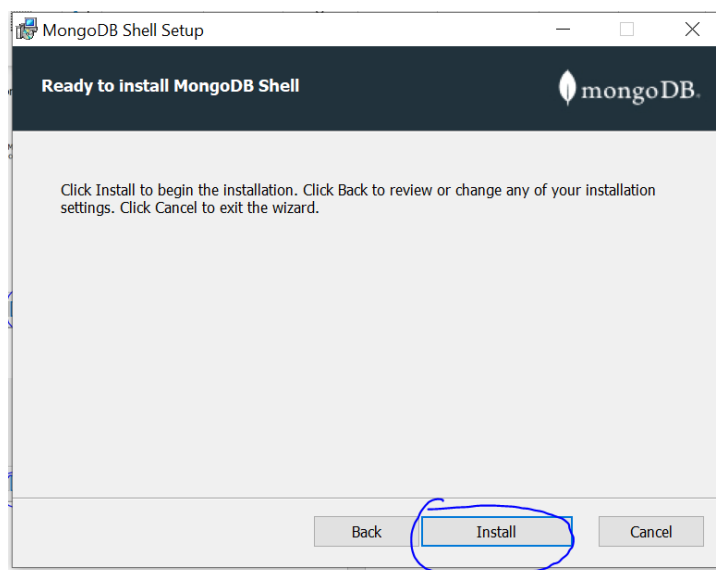 MongoDB Shell Setup
Ready to install MongoDB Shell
mongoDB.
Click Install to begin the installation. Click Back to review or change any of your installation
settings. Click Cancel to exit the wizard.
Back Install Cancel